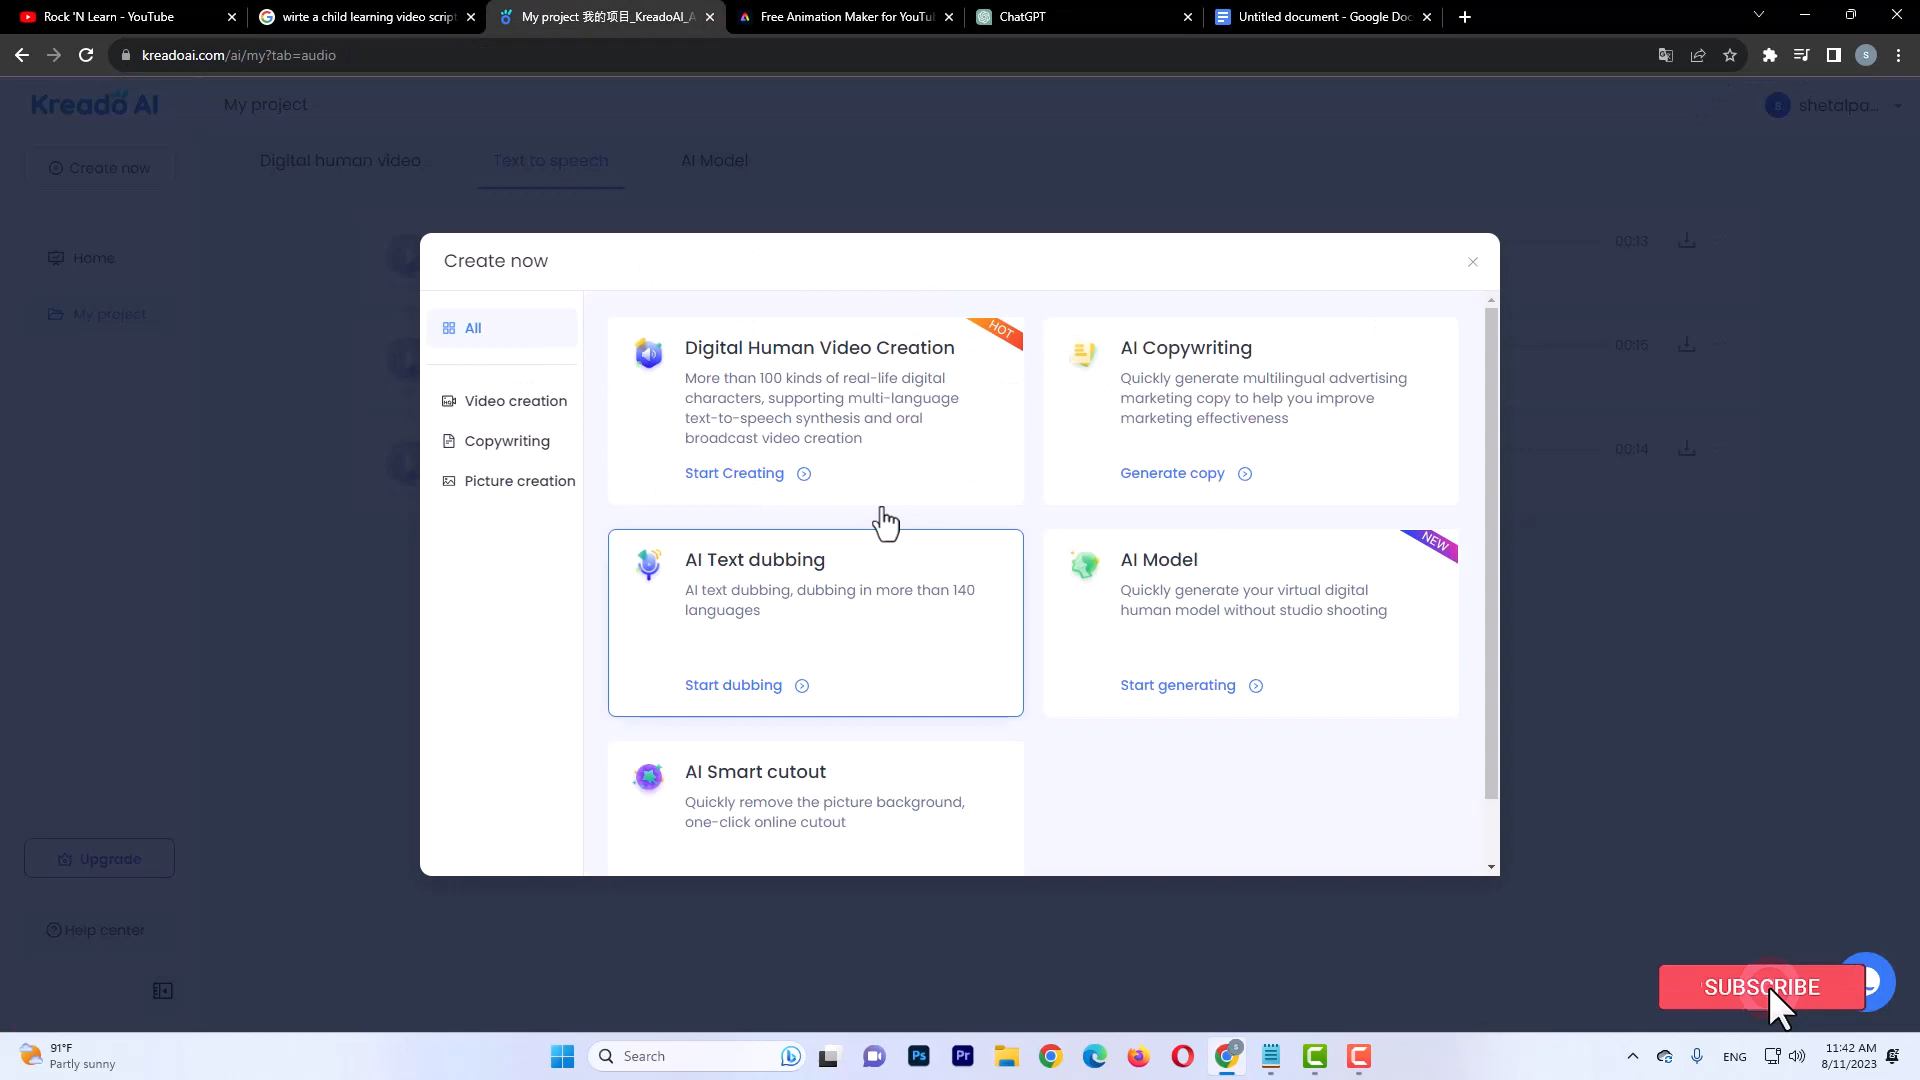 Rock 'N Learn - YouTube
wirte a child learning video script
My project 我的项目_KreadoAI_A
Free Animation Maker for YouTu
ChatGPT
Untitled document - Google Doc
kreadoai.com/ai/my?tab=audio
S
Kreado AI
My project
s
shetalpa...
Create now
Digital human video
Text to speech
AI Model
Home
My project
00:13
00:15
00:14
Create now
All
Video creation
Copywriting
Picture creation
HOT
Digital Human Video Creation
More than 100 kinds of real-life digital
characters, supporting multi-language
text-to-speech synthesis and oral
broadcast video creation
Start Creating
AI Copywriting
Quickly generate multilingual advertising
marketing copy to help you improve
marketing effectiveness
Generate copy
AI Text dubbing
AI text dubbing, dubbing in more than 140
languages
Start dubbing
NEW
AI Model
Quickly generate your virtual digital
human model without studio shooting
Start generating
AI Smart cutout
Quickly remove the picture background,
one-click online cutout
Upgrade
Help center
SUBSCRIBE
91°F
Partly sunny
Search
Ps
Pr
ENG
11:42 AM
8/11/2023